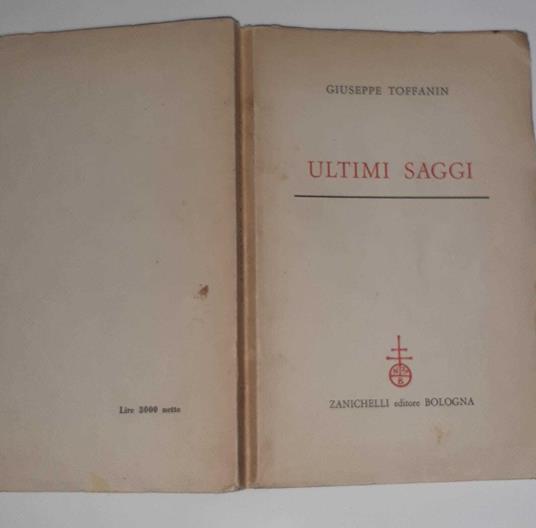 GIUSEPPE TOFFANIN
ULTIMI SAGGI
ZANICHELLI editore BOLOGNA
Lire 3000 nette